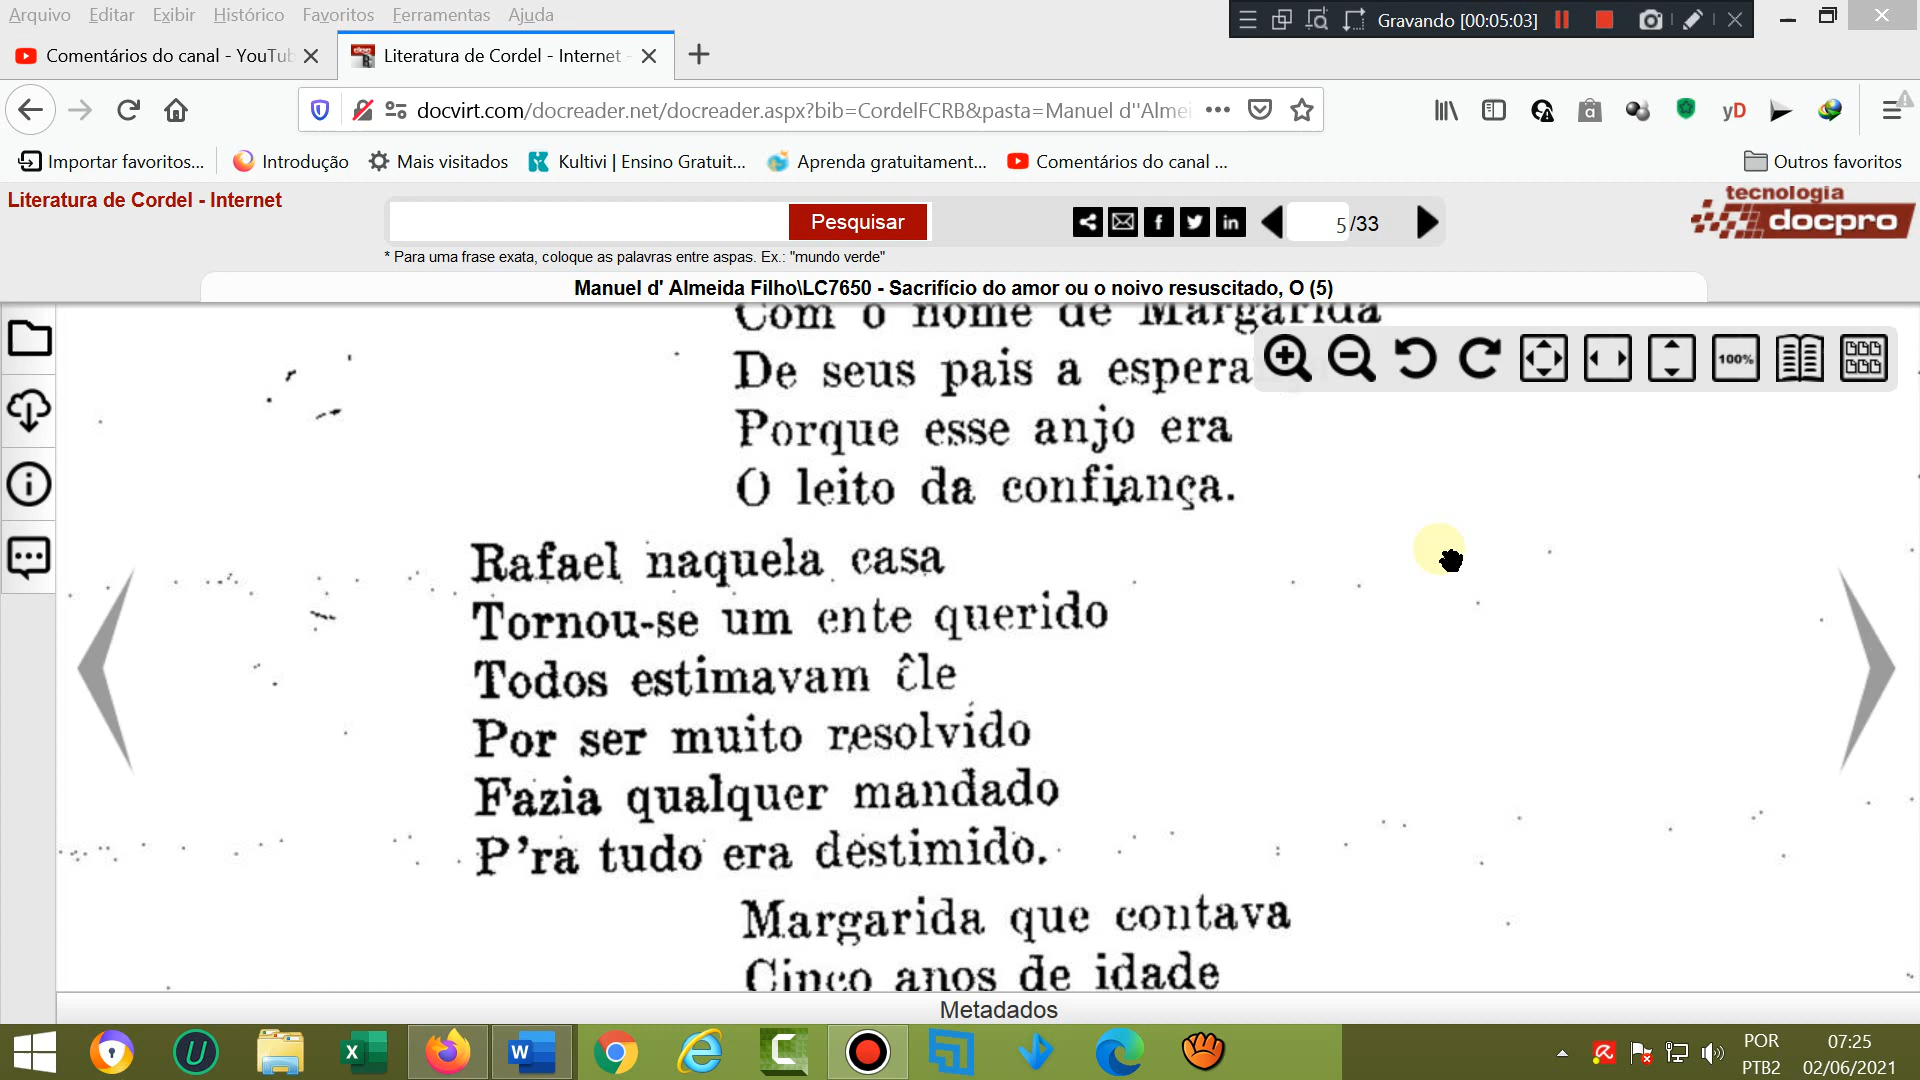 Arquivo Editar Exibir Histórico Favoritos Ferramentas Ajuda
Gravando [00:05:03]
Comentários do canal - YouTub
Literatura de Cordel - Internet -
docvirt.com/docreader.net/docreader.aspx?bib=CordelFCRB&pasta=Manuel d''Almei
yD
Importar favoritos... Introdução Mais visitados Kultivi | Ensino Gratuit... Aprenda gratuitament... Comentários do canal ... Outros favoritos
Literatura de Cordel - Internet
Pesquisar
5 /33
tecnologia
docpro
* Para uma frase exata, coloque as palavras entre aspas. Ex.: "mundo verde"
Manuel d' Almeida Filho\LC7650 - Sacrifício do amor ou o noivo resuscitado, O (5)
100%
Com o nome de Margarida
De seus pais a espera
Porque esse anjo era
O leito da confiança.
Rafael naquela casa
Tornou-se um ente querido
Todos estimavam êle
Por ser muito resolvido
Fazia qualquer mandado
P'ra tudo era destimido.
Margarida que contava
Cinco anos de idade
Metadados
POR
PTB2
07:25
02/06/2021